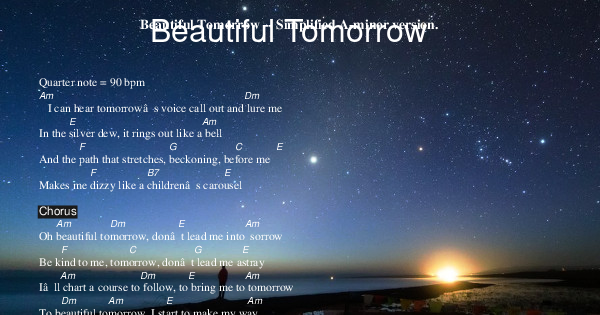 Beautiful Tomorrow - Simplified A minor version.
Beautiful Tomorrow
Quarter note = 90 bpm
Am Dm
I can hear tomorrowâ s voice call out and lure me
E Am
In the silver dew, it rings out like a bell
F G C E
And the path that stretches, beckoning, before me
F B7 E
Makes me dizzy like a childrenâ s carousel
Chorus
Am Dm E Am
Oh beautiful tomorrow, donâ t lead me into sorrow
F C G E
Be kind to me, tomorrow, donâ t lead me astray
Am Dm E Am
Iâ ll chart a course to follow, to bring me to tomorrow
Dm Am E Am
To beautiful tomorrow, I start to make my way